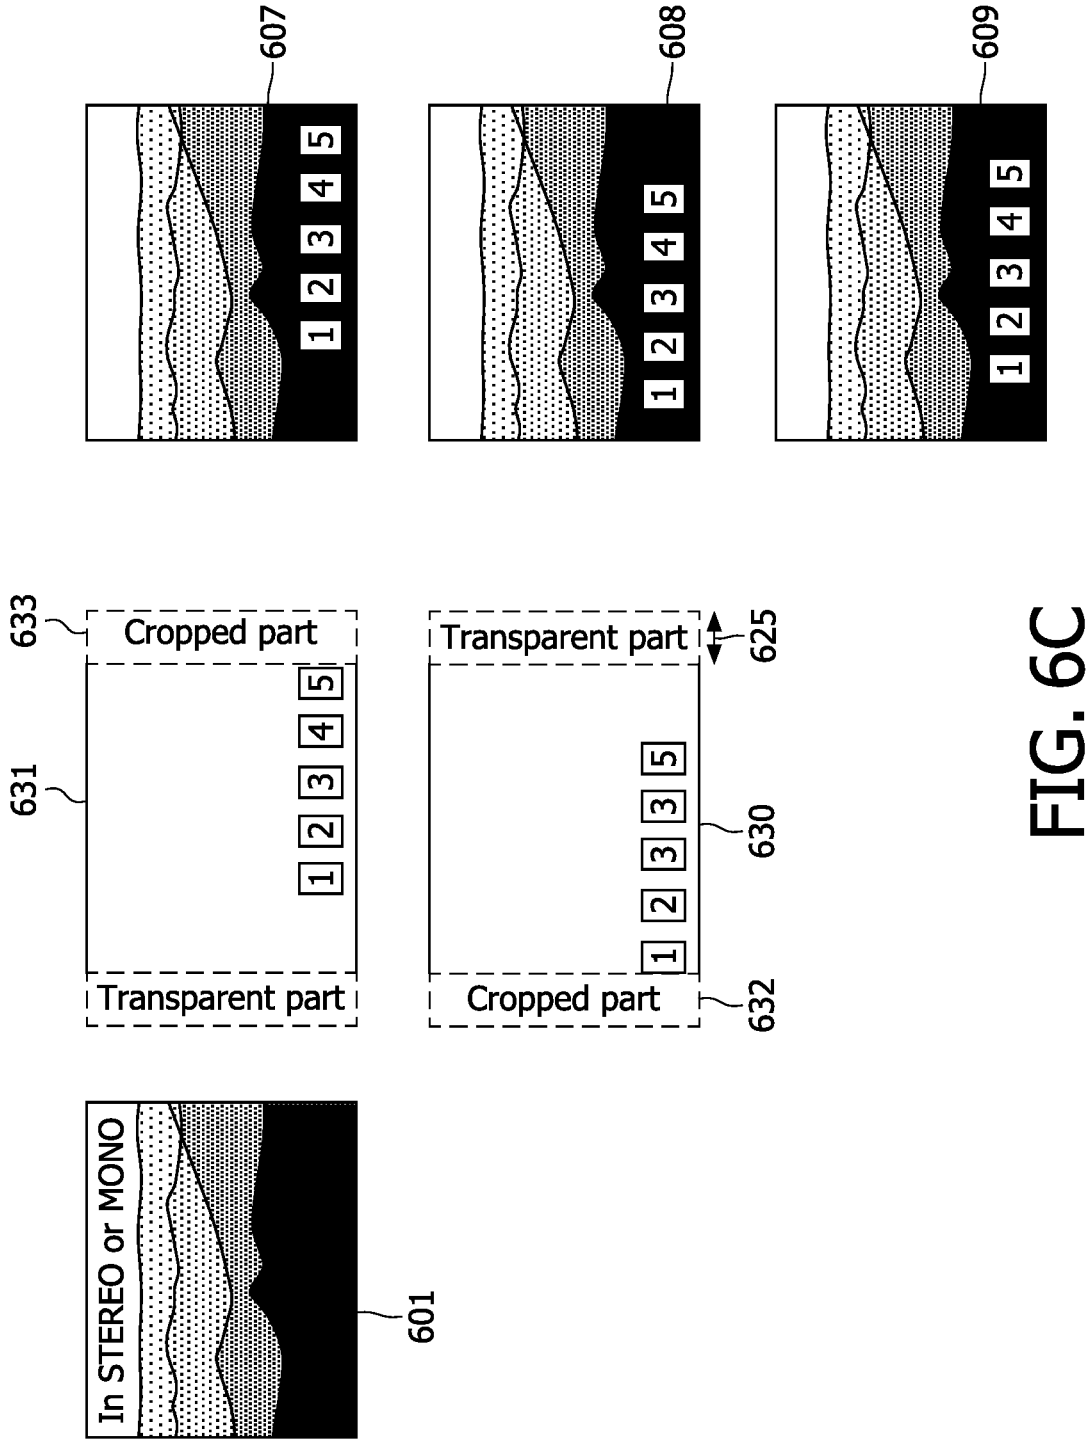 In STEREO or MONO
601
631
633
Transparent part
Cropped part
1 2 3 4 5
Cropped part
Transparent part
1 2 3 3 5
632
630
625
1 2 3 4 5
607
1 2 3 4 5
608
1 2 3 4 5
609
FIG. 6C